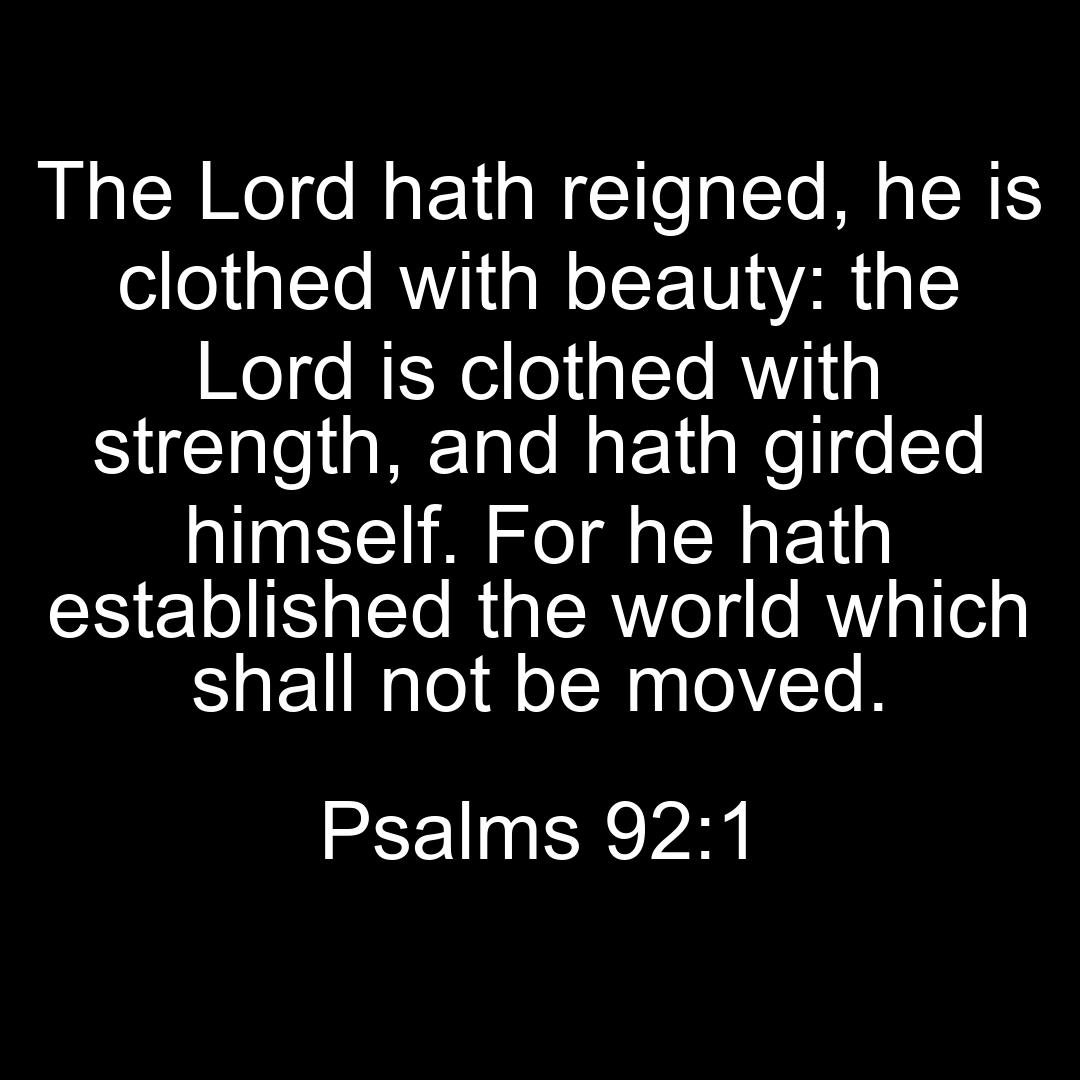 The Lord hath reigned, he is
clothed with beauty: the
Lord is clothed with
strength, and hath girded
himself. For he hath
established the world which
shall not be moved.
Psalms 92:1